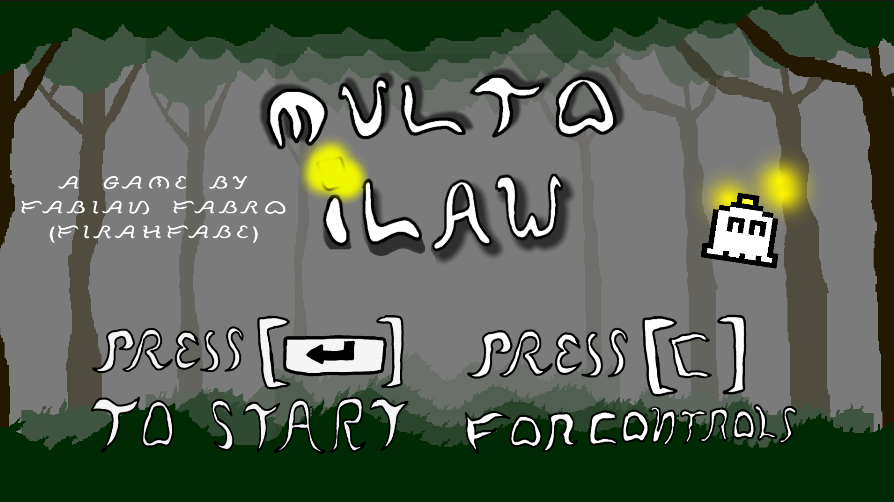 MULTO
ILAW
A GAME BY
FABIAN FABRO
(FIRAHFABE)
PRESS [↵]
TO START
PRESS [C]
FOR CONTROLS